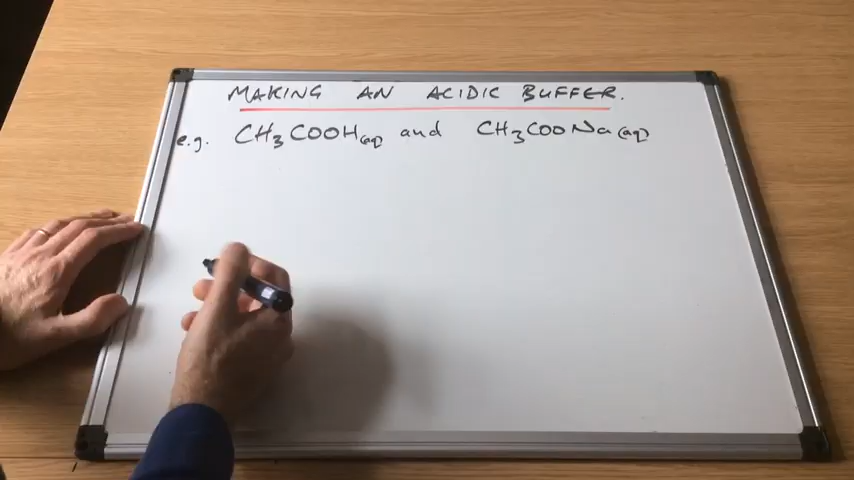 MAKING AN ACIDIC BUFFER.
e.g. CH₃COOH(aq) and CH₃COONa(aq)